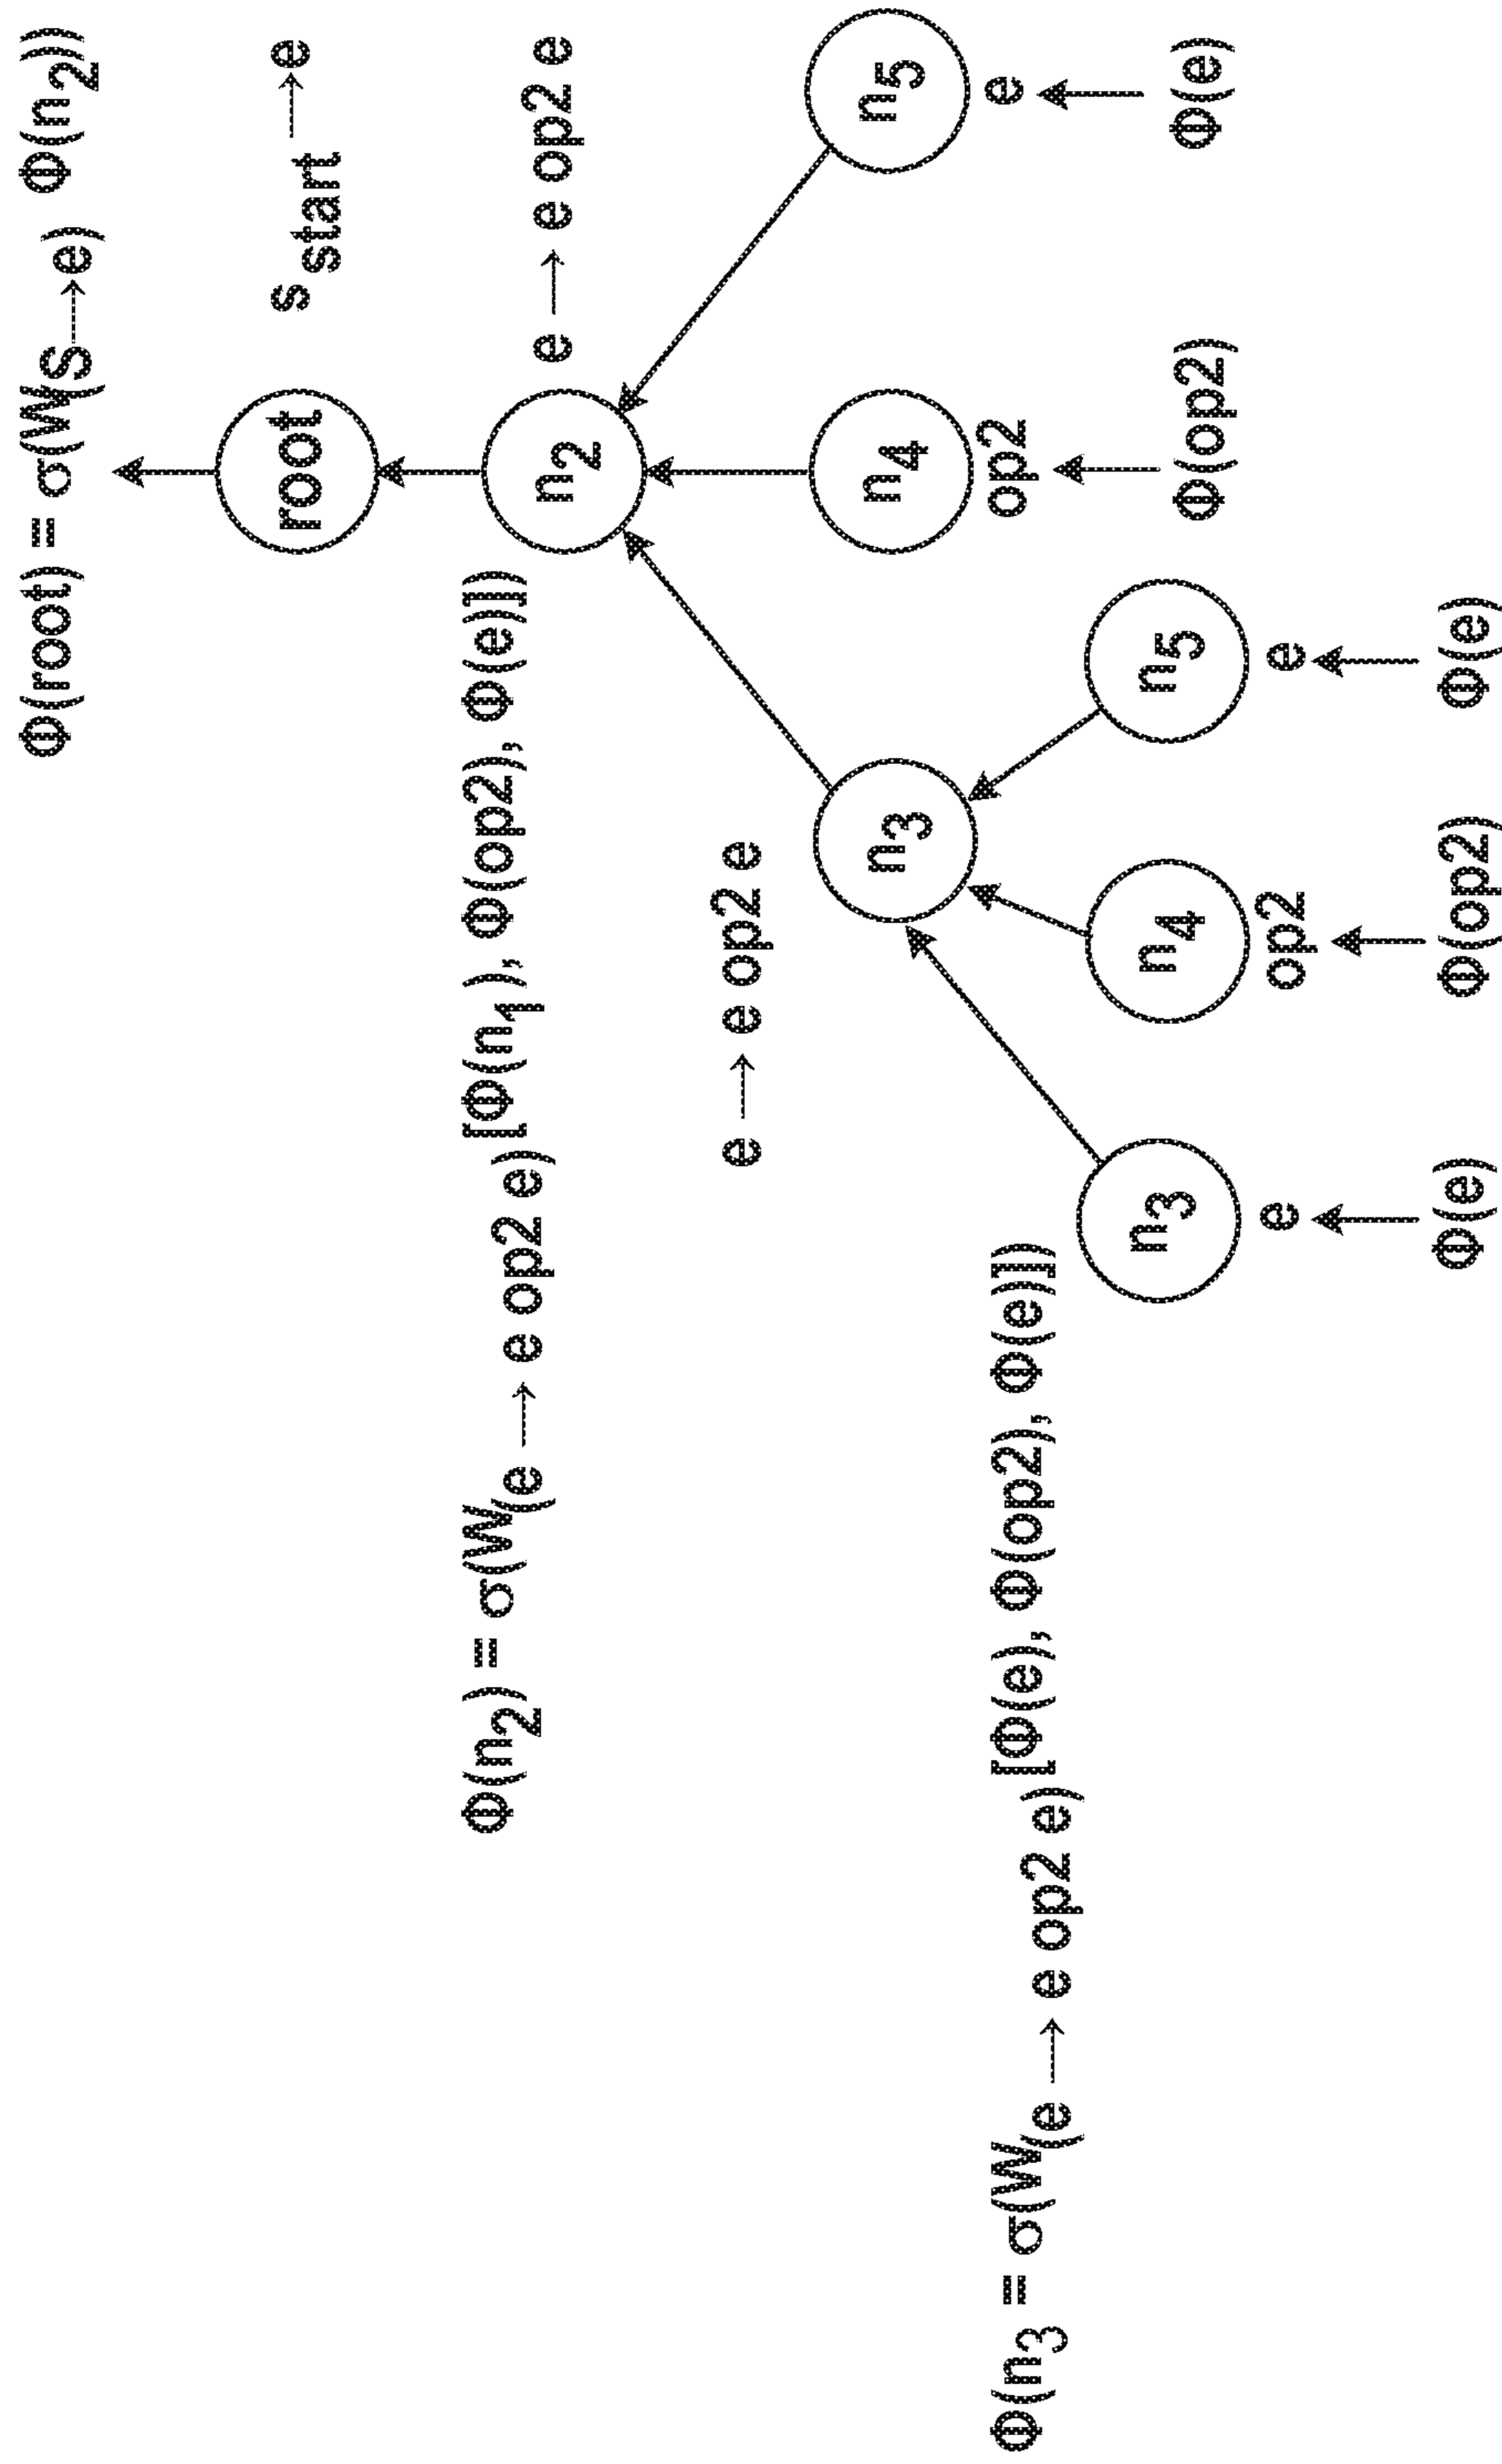 Φ(root) = σ(W(S→e) Φ(n2))
root
s start → e
Φ(n2) = σ(W(e → e op2 e)[Φ(n1), Φ(op2), Φ(e)])
n2
e → e op2 e
e → e op2 e
n3
n4
n5
op2
e
Φ(op2)
Φ(e)
Φ(n3 = σ(W(e → e op2 e)[Φ(e), Φ(op2), Φ(e)])
n3
n4
n5
e
op2
e
Φ(e)
Φ(op2)
Φ(e)